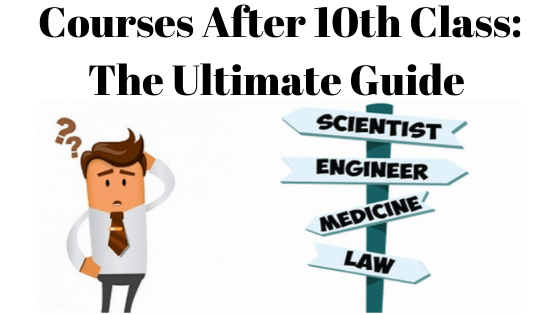 Courses After 10th Class:
The Ultimate Guide
??
SCIENTIST
ENGINEER
MEDICINE
LAW